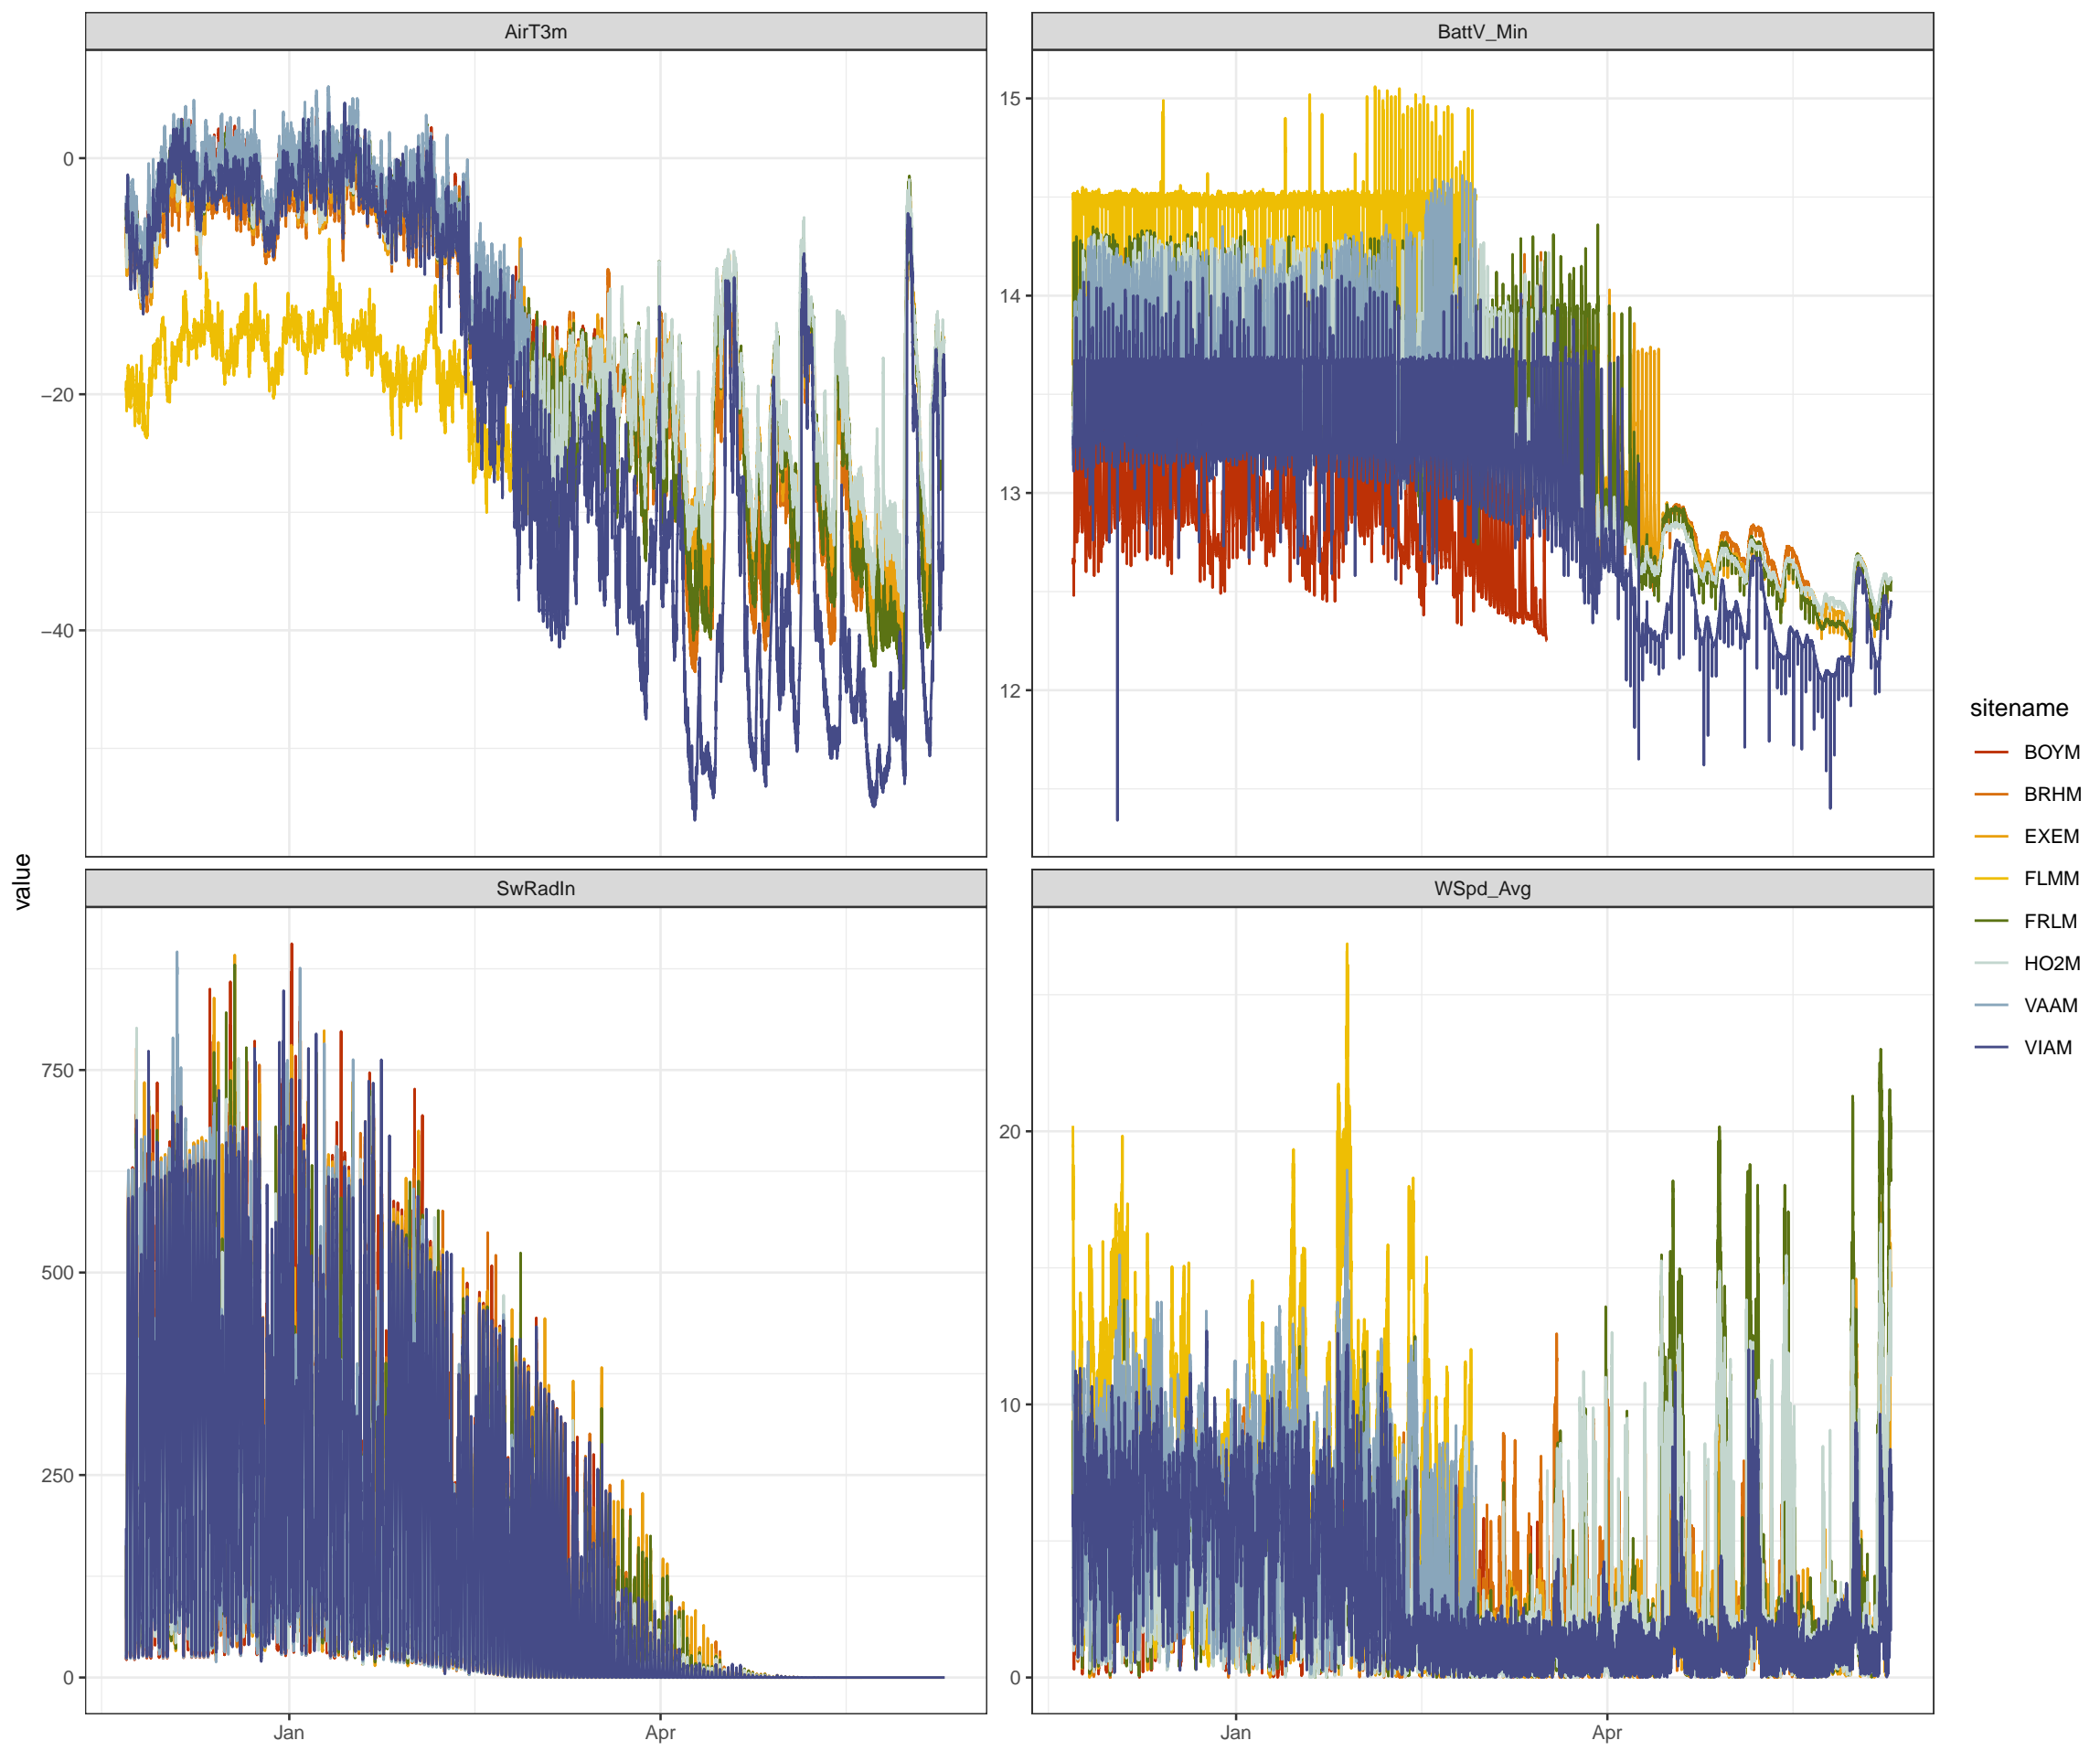 AirT3m
BattV_Min
0
−20
−40
15
14
13
12
SwRadIn
WSpd_Avg
750
500
250
0
20
10
0
Jan
Apr
Jan
Apr
value
sitename
BOYM
BRHM
EXEM
FLMM
FRLM
HO2M
VAAM
VIAM